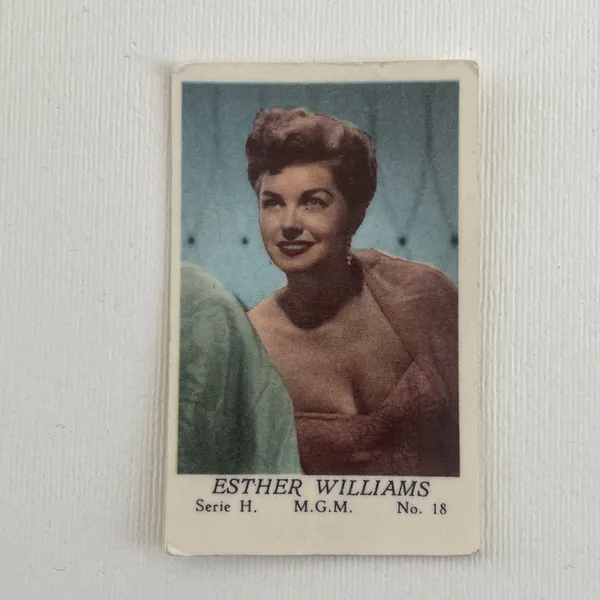 ESTHER WILLIAMS
Serie H. M.G.M. No. 18